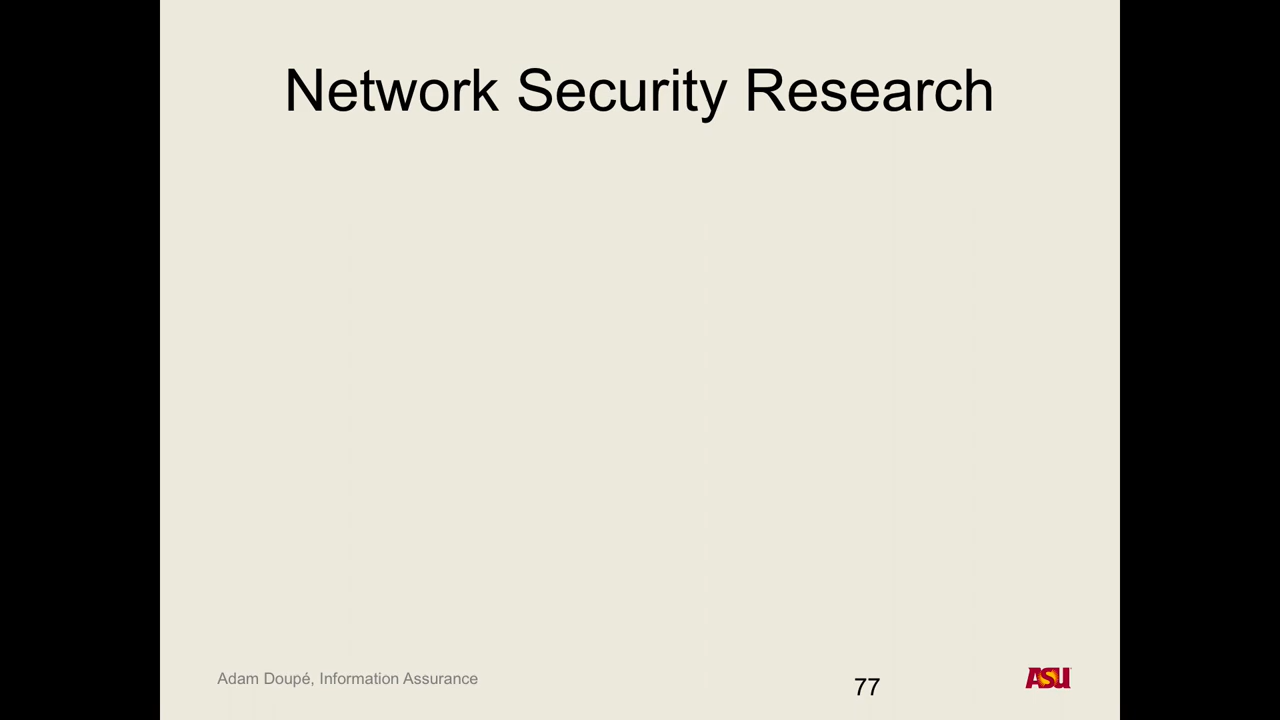 Network Security Research
Adam Doupé, Information Assurance
77
ASU